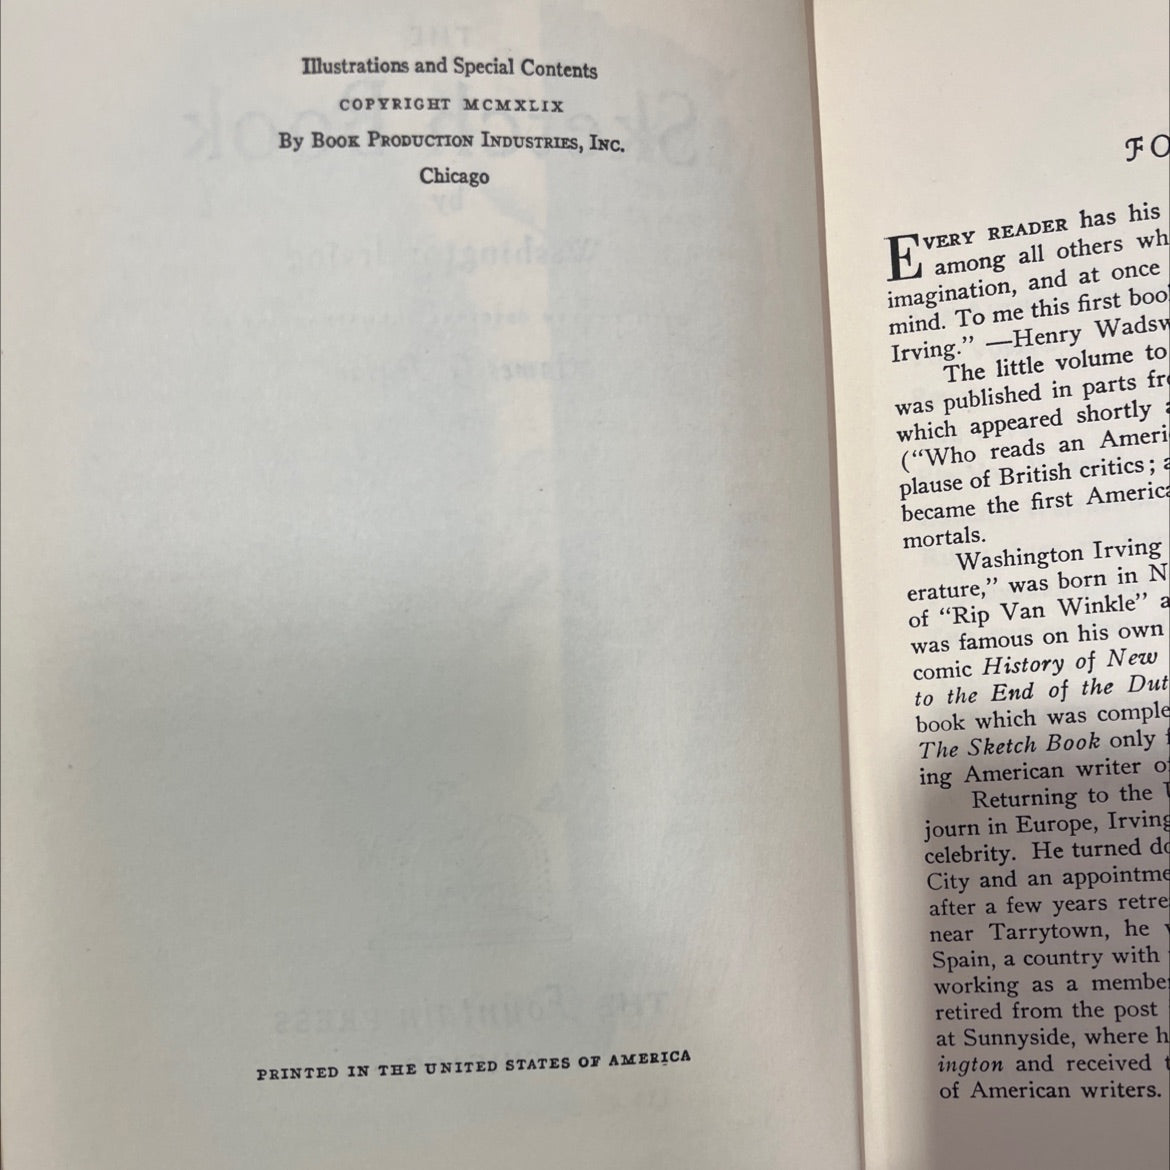 Illustrations and Special Contents
COPYRIGHT MCMXLIX
By BOOK PRODUCTION INDUSTRIES, INC.
Chicago
PRINTED IN THE UNITED STATES OF AMERICA
FO
EVERY READER has his
among all others wh
imagination, and at once
mind. To me this first boo
Irving.” —Henry Wadsw
The little volume to
was published in parts fr
which appeared shortly
(“Who reads an Ameri
plause of British critics; a
became the first America
mortals.
Washington Irving
erature,” was born in N
of “Rip Van Winkle” a
was famous on his own
comic History of New
to the End of the Dut
book which was comple
The Sketch Book only f
ing American writer of
Returning to the U
journ in Europe, Irving
celebrity. He turned do
City and an appointme
after a few years retre
near Tarrytown, he
Spain, a country with
working as a membe
retired from the post
at Sunnyside, where h
ington and received t
of American writers.